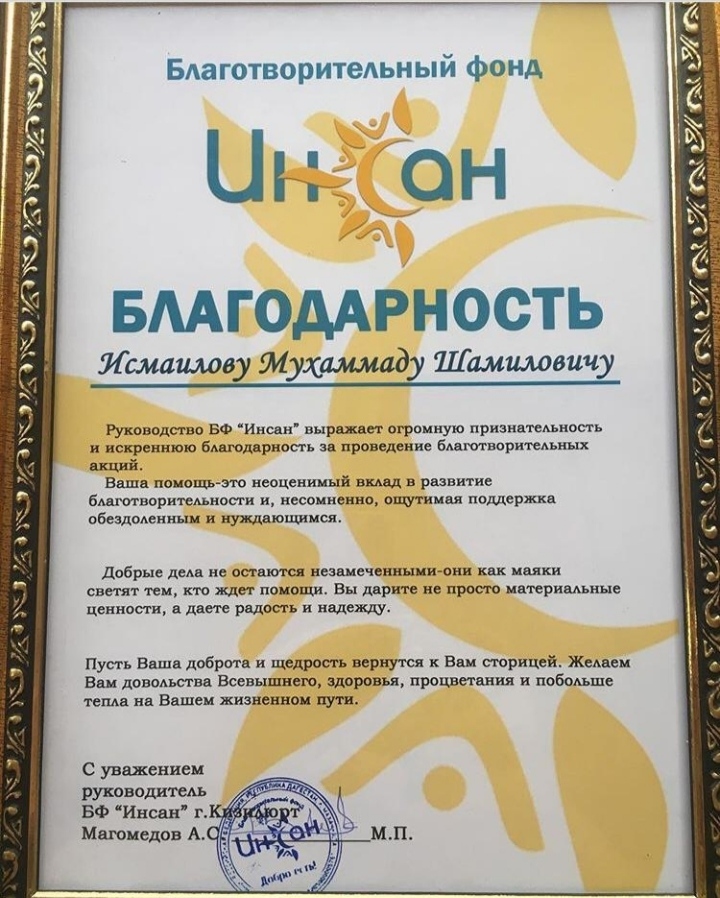 Благотворительный фонд
Инсан
БЛАГОДАРНОСТЬ
Исмаилову Мухаммаду Шамиловичу
Руководство БФ “Инсан” выражает огромную признательность
и искреннюю благодарность за проведение благотворительных
акций.
Ваша помощь-это неоценимый вклад в развитие
благотворительности и, несомненно, ощутимая поддержка
обездоленным и нуждающимся.
Добрые дела не остаются незамеченными-они как маяки
светят тем, кто ждет помощи. Вы дарите не просто материальные
ценности, а даете радость и надежду.
Пусть Ваша доброта и щедрость вернутся к Вам сторицей. Желаем
Вам довольства Всевышнего, здоровья, процветания и побольше
тепла на Вашем жизненном пути.
С уважением
руководитель
БФ “Инсан” г.Кизилюрт
Магомедов А.С. М.П.
РЕСПУБЛИКА ДАГЕСТАН
Благотворительный фонд
Инсан